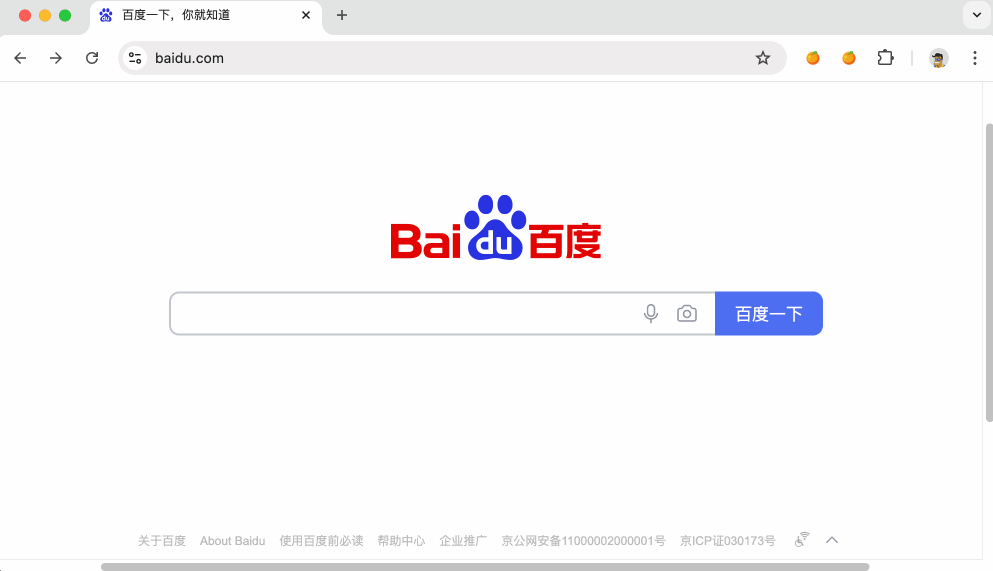 百度一下，你就知道
baidu.com
Bai du 百度
百度一下
关于百度 About Baidu 使用百度前必读 帮助中心 企业推广 京公网安备11000002000001号 京ICP证030173号